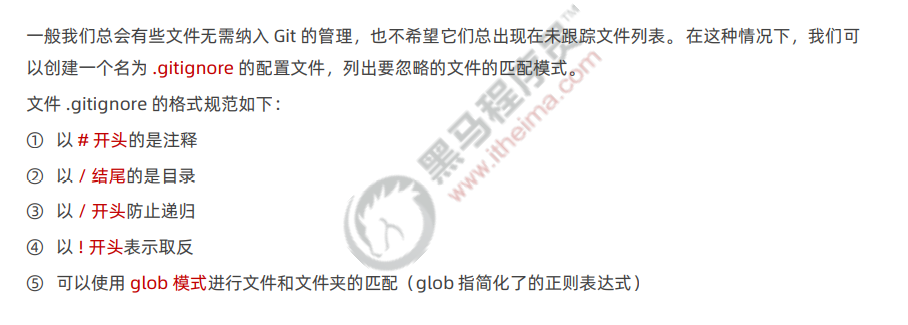 一般我们总会有些文件无需纳入 Git 的管理，也不希望它们总出现在未跟踪文件列表。 在这种情况下，我们可
以创建一个名为 .gitignore 的配置文件，列出要忽略的文件的匹配模式。
文件 .gitignore 的格式规范如下：
① 以 # 开头的是注释
② 以 / 结尾的是目录
③ 以 / 开头防止递归
④ 以 ! 开头表示取反
⑤ 可以使用 glob 模式进行文件和文件夹的匹配（glob 指简化了的正则表达式）
黑马程序员™
www.itheima.com